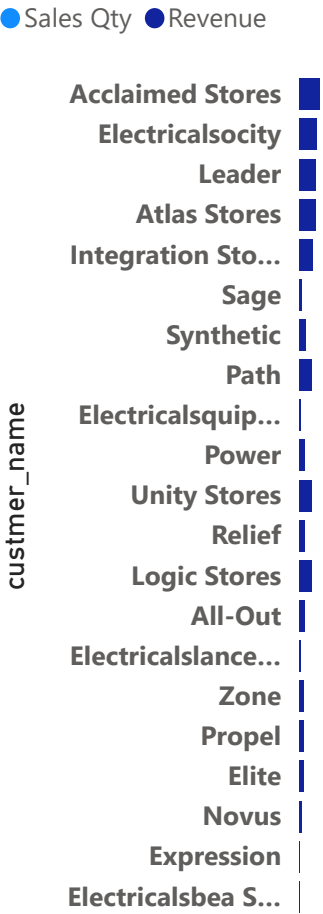 Sales Qty Revenue
Acclaimed Stores
Electricalsocity
Leader
Atlas Stores
Integration Sto...
Sage
Synthetic
Path
Electricalsquip...
Power
Unity Stores
Relief
Logic Stores
All-Out
Electricalslance...
Zone
Propel
Elite
Novus
Expression
Electricalsbea S...
custmer_name